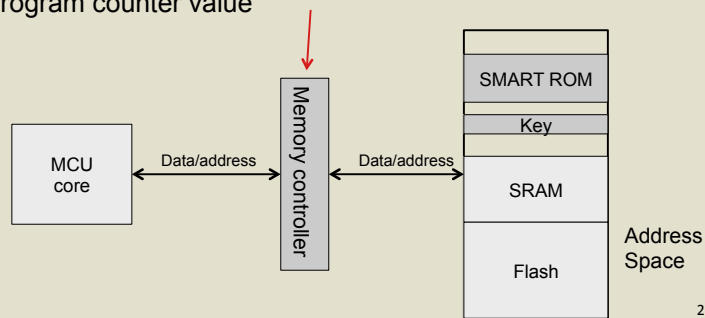 rogram counter value
SMART ROM
Key
MCU
core
Data/address
Memory controller
Data/address
SRAM
Flash
Address
Space
2